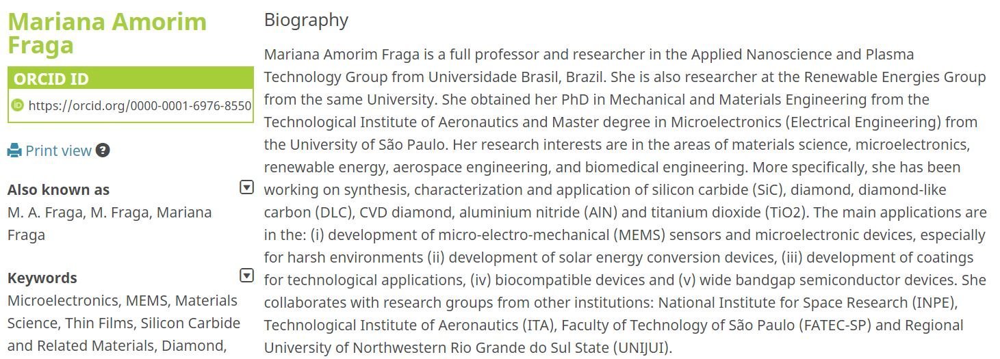 Mariana Amorim
Fraga
ORCID ID
iD https://orcid.org/0000-0001-6976-8550
Print view ?
Also known as
M. A. Fraga, M. Fraga, Mariana
Fraga
Keywords
Microelectronics, MEMS, Materials
Science, Thin Films, Silicon Carbide
and Related Materials, Diamond,
Biography
Mariana Amorim Fraga is a full professor and researcher in the Applied Nanoscience and Plasma
Technology Group from Universidade Brasil, Brazil. She is also researcher at the Renewable Energies Group
from the same University. She obtained her PhD in Mechanical and Materials Engineering from the
Technological Institute of Aeronautics and Master degree in Microelectronics (Electrical Engineering) from
the University of São Paulo. Her research interests are in the areas of materials science, microelectronics,
renewable energy, aerospace engineering, and biomedical engineering. More specifically, she has been
working on synthesis, characterization and application of silicon carbide (SiC), diamond, diamond-like
carbon (DLC), CVD diamond, aluminium nitride (AlN) and titanium dioxide (TiO2). The main applications are
in the: (i) development of micro-electro-mechanical (MEMS) sensors and microelectronic devices, especially
for harsh environments (ii) development of solar energy conversion devices, (iii) development of coatings
for technological applications, (iv) biocompatible devices and (v) wide bandgap semiconductor devices. She
collaborates with research groups from other institutions: National Institute for Space Research (INPE),
Technological Institute of Aeronautics (ITA), Faculty of Technology of São Paulo (FATEC-SP) and Regional
University of Northwestern Rio Grande do Sul State (UNIJUI).